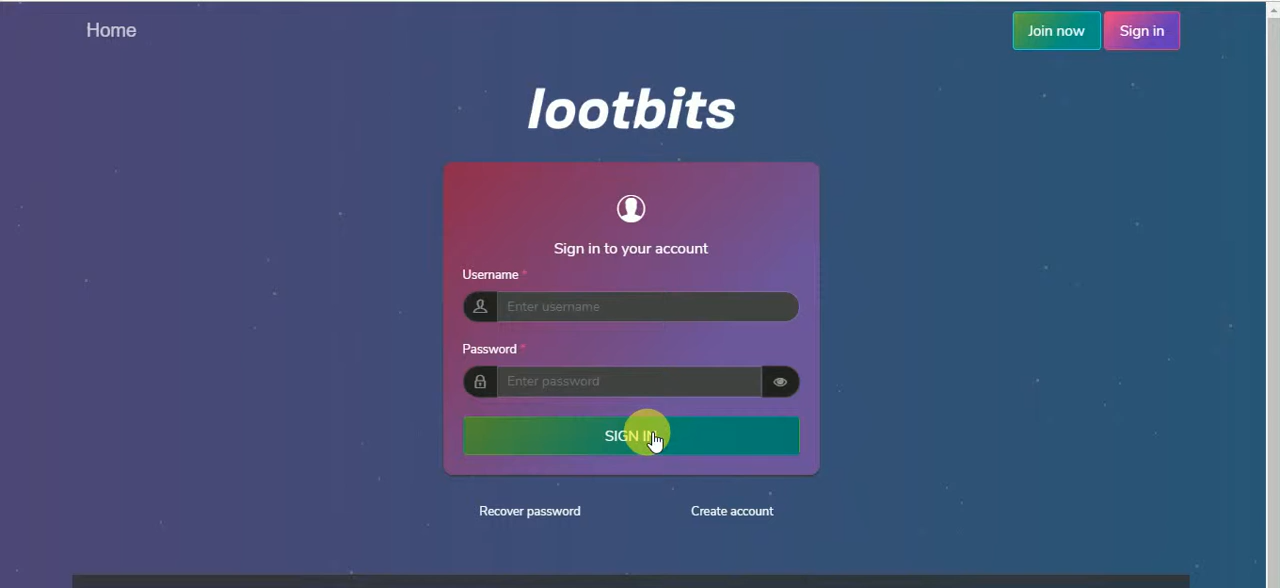 Home
Join now
Sign in
lootbits
Sign in to your account
Username *
Enter username
Password *
Enter password
SIGN IN
Recover password
Create account